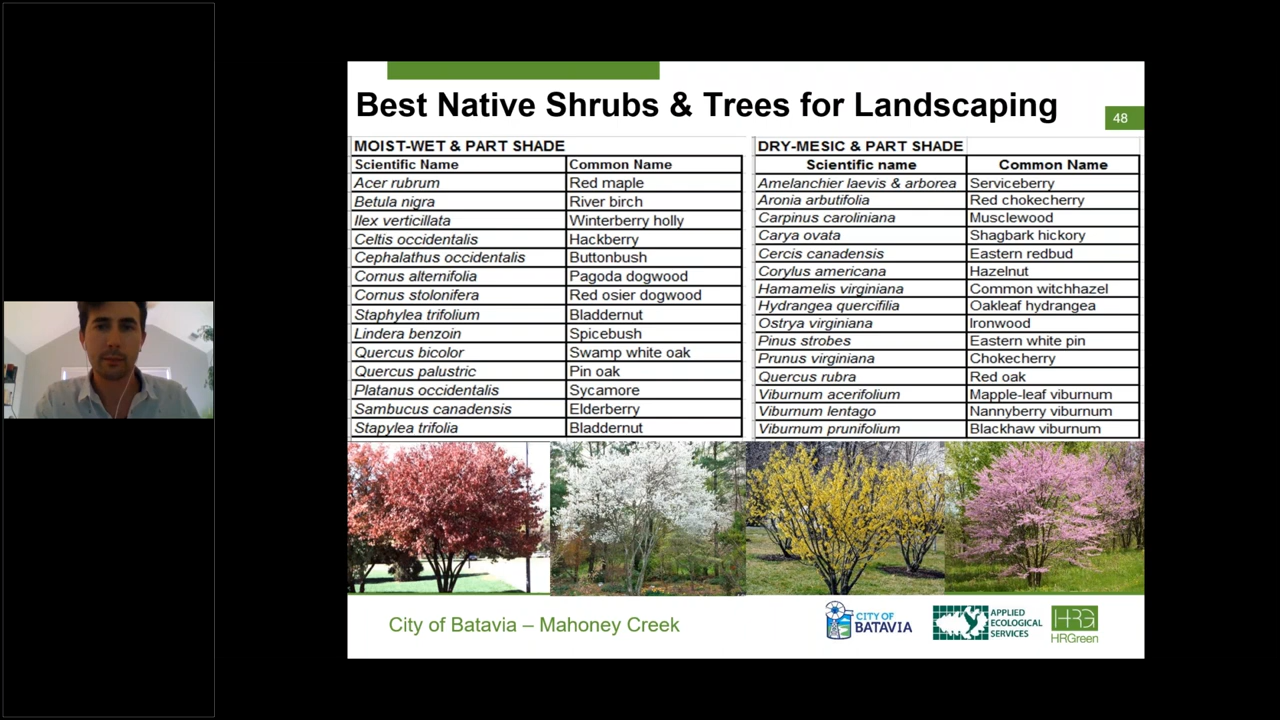 Best Native Shrubs & Trees for Landscaping
48
MOIST-WET & PART SHADE
Scientific Name Common Name
Acer rubrum Red maple
Betula nigra River birch
Ilex verticillata Winterberry holly
Celtis occidentalis Hackberry
Cephalathus occidentalis Buttonbush
Cornus alternifolia Pagoda dogwood
Cornus stolonifera Red osier dogwood
Staphylea trifolium Bladdernut
Lindera benzoin Spicebush
Quercus bicolor Swamp white oak
Quercus palustric Pin oak
Platanus occidentalis Sycamore
Sambucus canadensis Elderberry
Stapylea trifolia Bladdernut
DRY-MESIC & PART SHADE
Scientific name Common Name
Amelanchier laevis & arborea Serviceberry
Aronia arbutifolia Red chokecherry
Carpinus caroliniana Musclewood
Carya ovata Shagbark hickory
Cercis canadensis Eastern redbud
Corylus americana Hazelnut
Hamamelis virginiana Common witchhazel
Hydrangea quercifilia Oakleaf hydrangea
Ostrya virginiana Ironwood
Pinus strobes Eastern white pin
Prunus virginiana Chokecherry
Quercus rubra Red oak
Viburnum acerifolium Mapple-leaf viburnum
Viburnum lentago Nannyberry viburnum
Viburnum prunifolium Blackhaw viburnum
City of Batavia – Mahoney Creek
CITY OF
BATAVIA
APPLIED
ECOLOGICAL
SERVICES
HRG
HRGreen